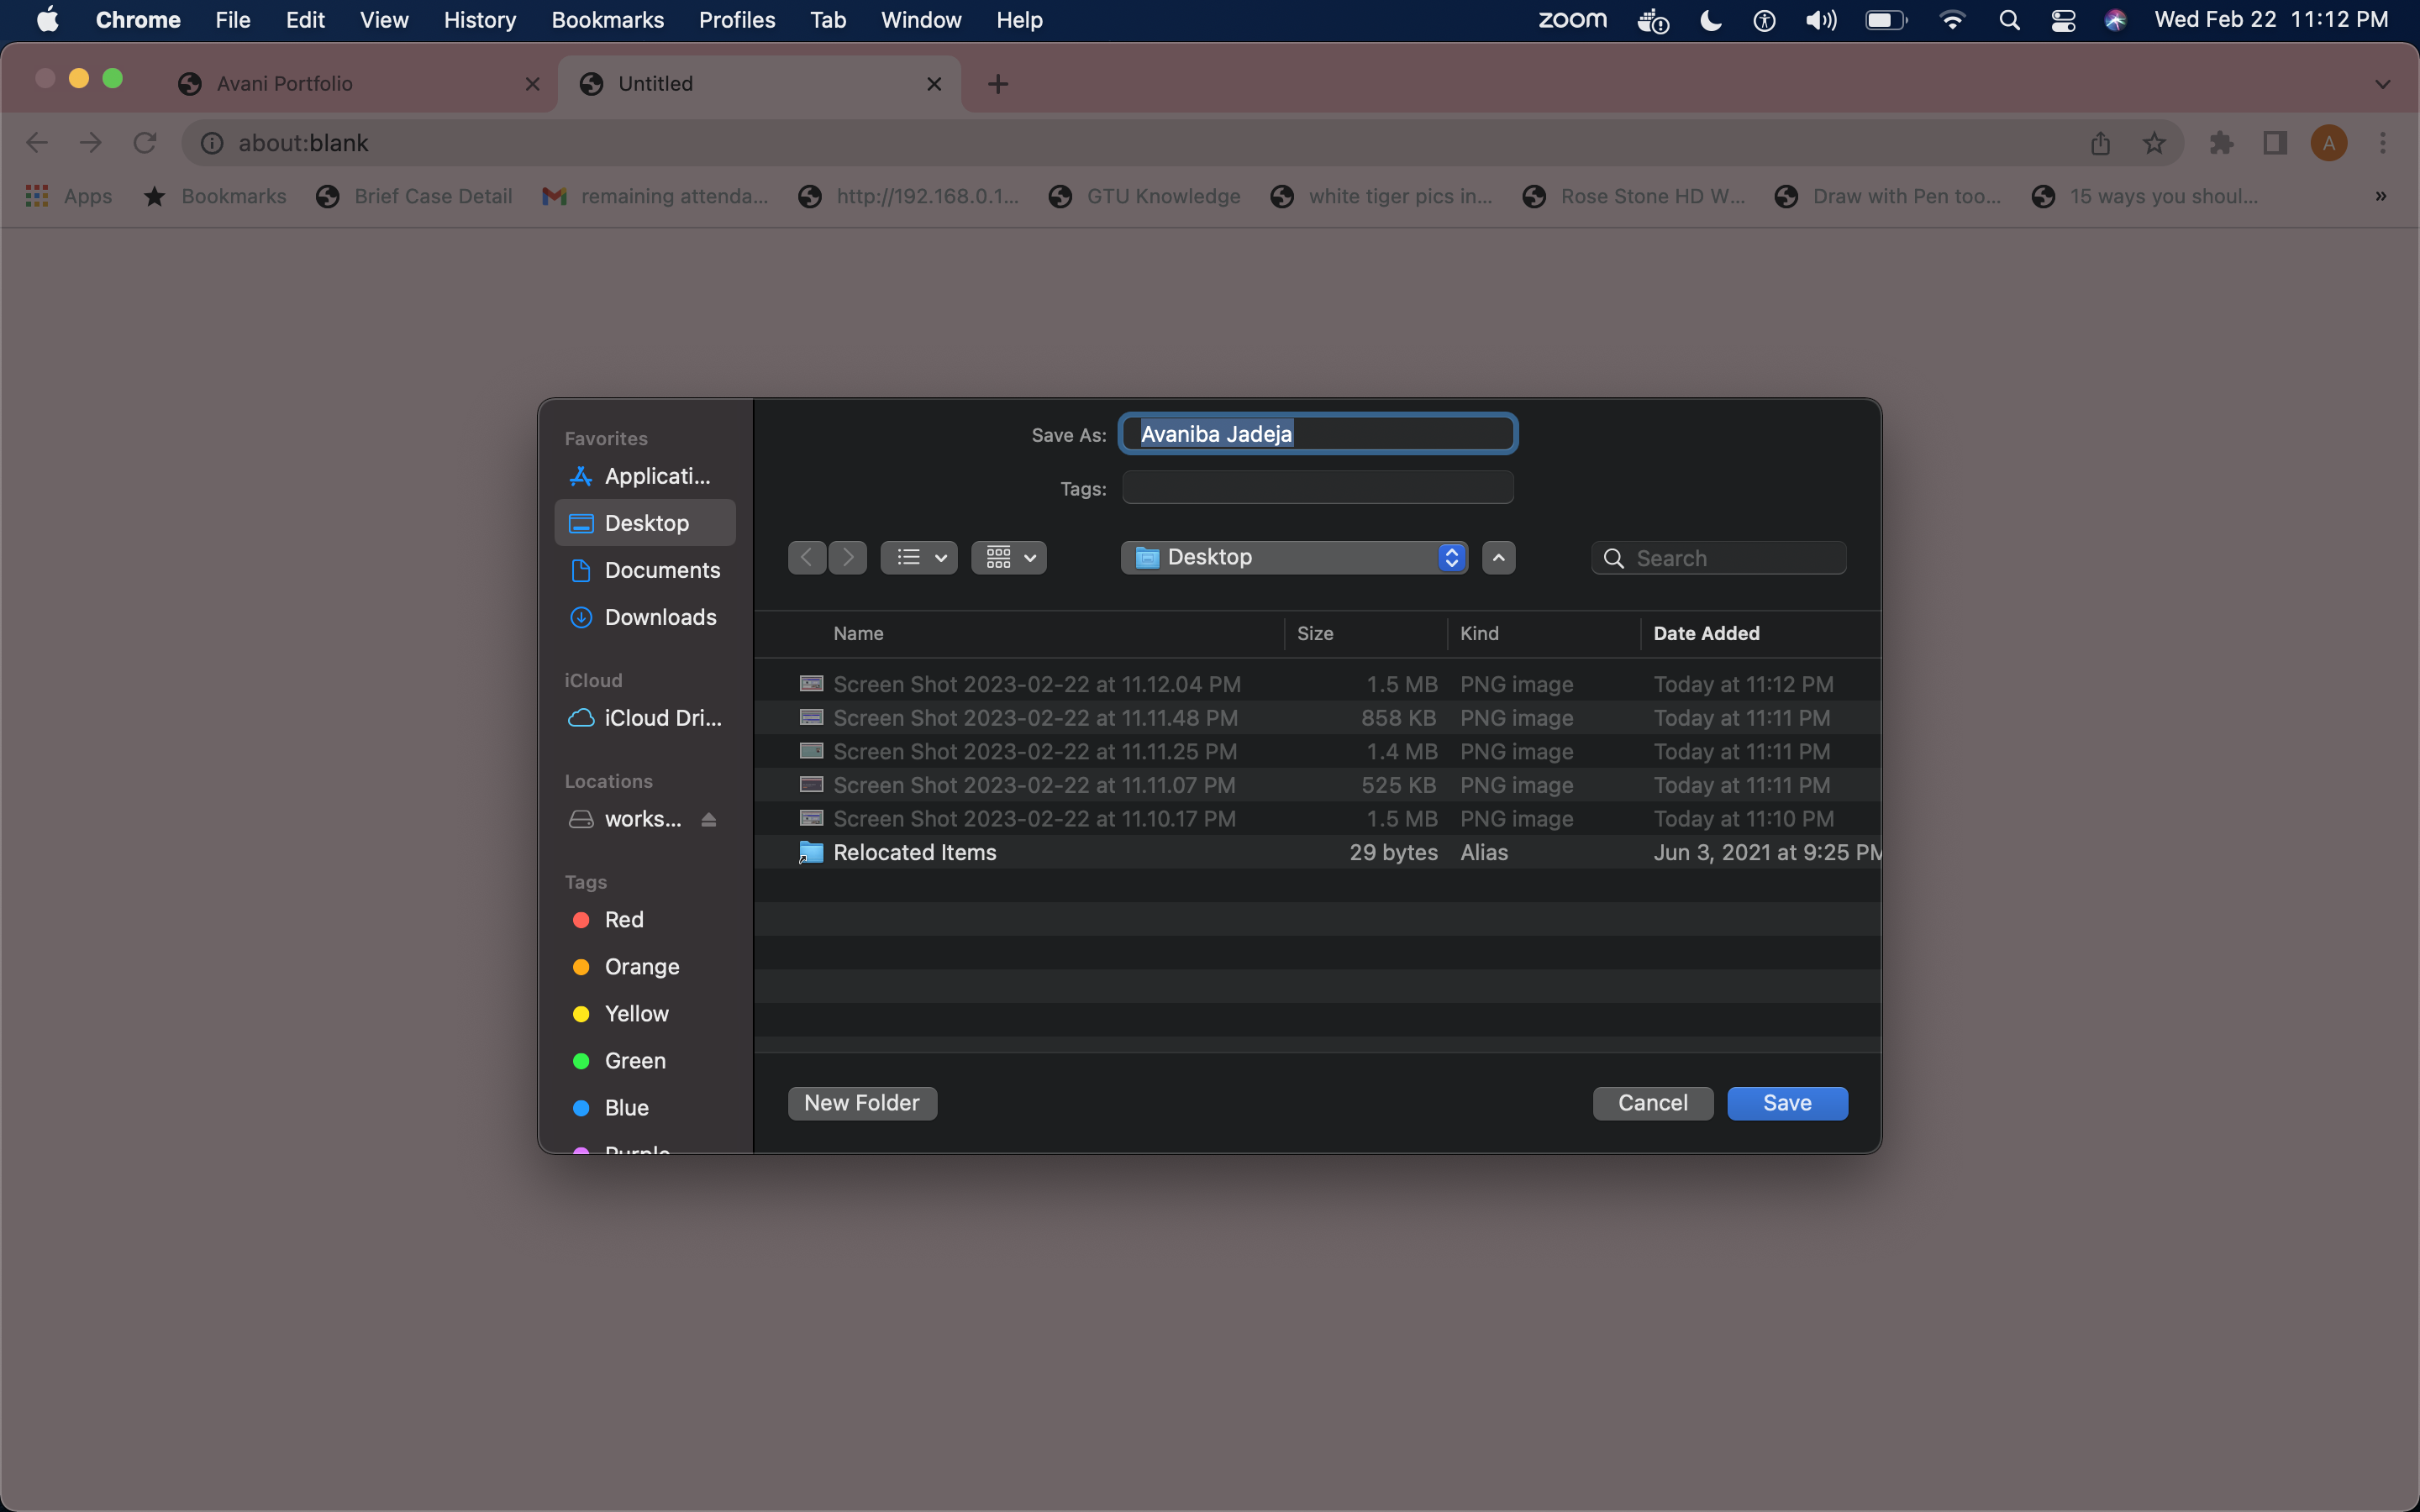 Chrome File Edit View History Bookmarks Profiles Tab Window Help zoom Wed Feb 22 11:12 PM
Avani Portfolio Untitled
about:blank A
Apps Bookmarks Brief Case Detail remaining attenda... http://192.168.0.1... GTU Knowledge white tiger pics in... Rose Stone HD W... Draw with Pen too... 15 ways you shoul... »
Favorites
Applicati...
Desktop
Documents
Downloads
iCloud
iCloud Dri...
Locations
works...
Tags
Red
Orange
Yellow
Green
Blue
Purple
Save As: Avaniba Jadeja
Tags:
Desktop Search
Name Size Kind Date Added
Screen Shot 2023-02-22 at 11.12.04 PM 1.5 MB PNG image Today at 11:12 PM
Screen Shot 2023-02-22 at 11.11.48 PM 858 KB PNG image Today at 11:11 PM
Screen Shot 2023-02-22 at 11.11.25 PM 1.4 MB PNG image Today at 11:11 PM
Screen Shot 2023-02-22 at 11.11.07 PM 525 KB PNG image Today at 11:11 PM
Screen Shot 2023-02-22 at 11.10.17 PM 1.5 MB PNG image Today at 11:10 PM
Relocated Items 29 bytes Alias Jun 3, 2021 at 9:25 PM
New Folder Cancel Save